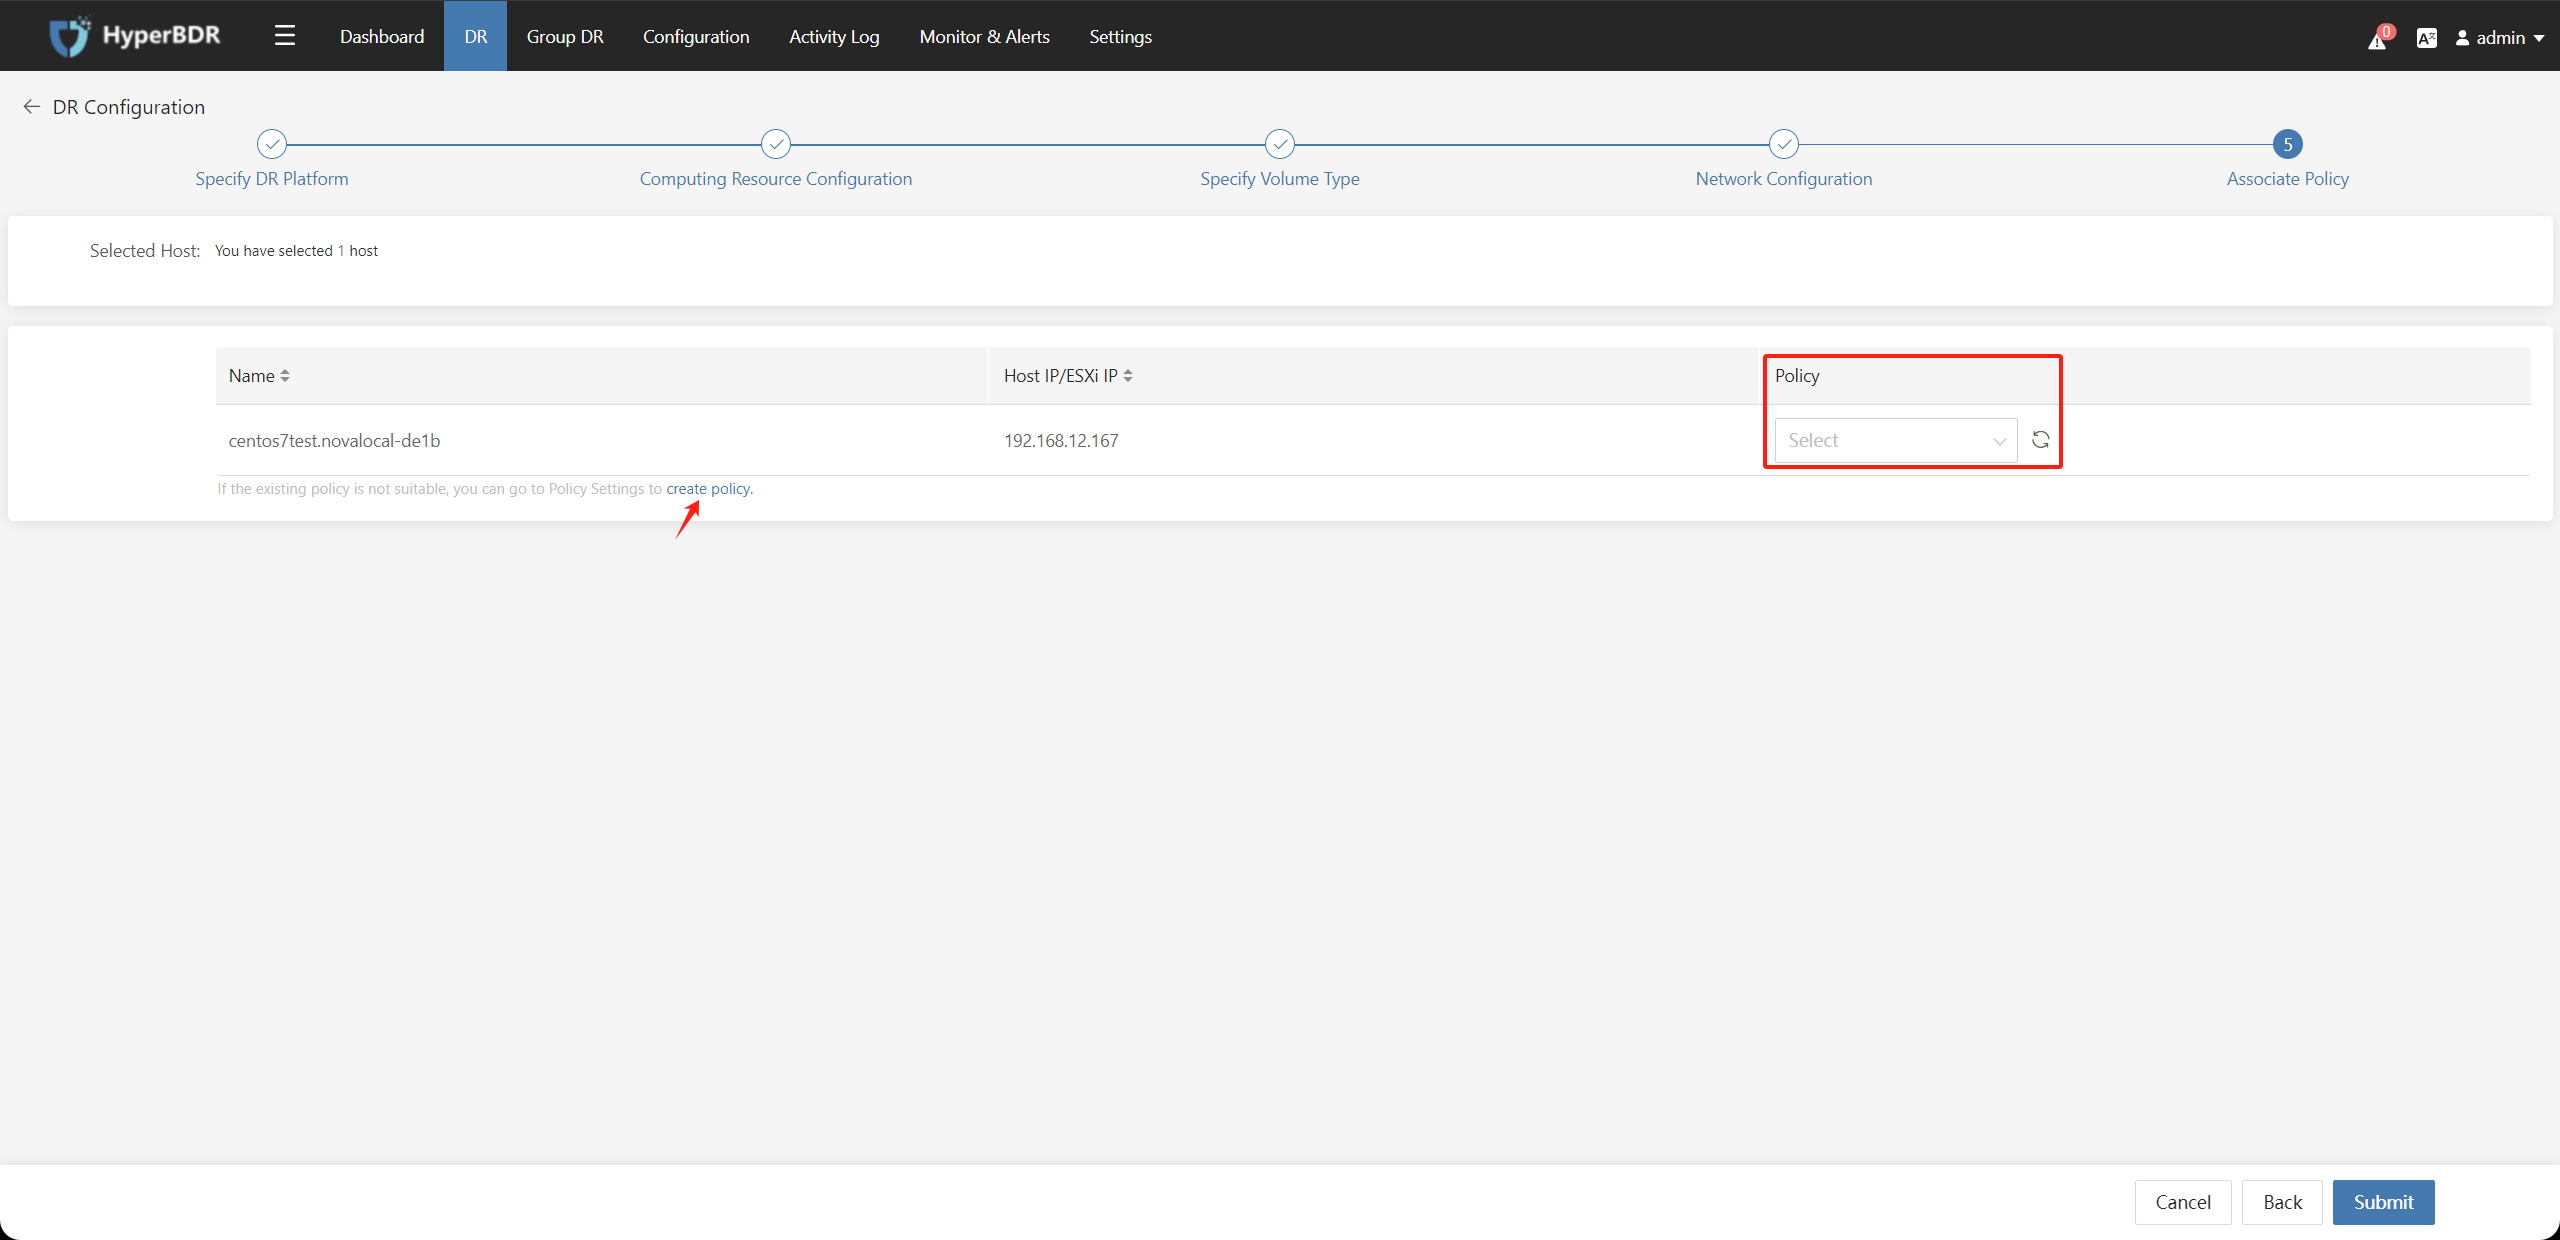 HyperBDR
Dashboard
DR
Group DR
Configuration
Activity Log
Monitor & Alerts
Settings
0
admin
DR Configuration
5
Specify DR Platform
Computing Resource Configuration
Specify Volume Type
Network Configuration
Associate Policy
Selected Host: You have selected 1 host
Name
Host IP/ESXi IP
Policy
centos7test.novalocal-de1b
192.168.12.167
Select
If the existing policy is not suitable, you can go to Policy Settings to create policy.
Cancel
Back
Submit